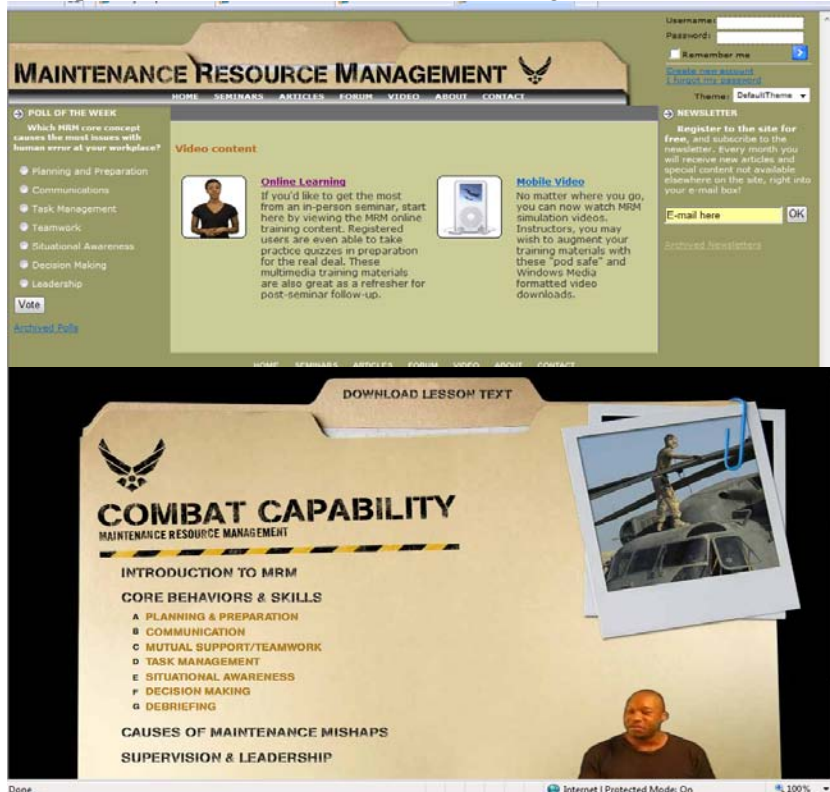 Username:
Password:
Remember me
Create new account
I forgot my password
Theme: DefaultTheme
MAINTENANCE RESOURCE MANAGEMENT
HOME SEMINARS ARTICLES FORUM VIDEO ABOUT CONTACT
POLL OF THE WEEK
Which MRM core concept
causes the most issues with
human error at your workplace?
Planning and Preparation
Communications
Task Management
Teamwork
Situational Awareness
Decision Making
Leadership
Vote
Archived Polls
Video content
Online Learning
If you'd like to get the most
from an in-person seminar, start
here by viewing the MRM online
training content. Registered
users are even able to take
practice quizzes in preparation
for the real deal. These
multimedia training materials
are also great as a refresher for
post-seminar follow-up.
Mobile Video
No matter where you go,
you can now watch MRM
simulation videos.
Instructors, you may
wish to augment your
training materials with
these "pod safe" and
Windows Media
formatted video
downloads.
NEWSLETTER
Register to the site for
free, and subscribe to the
newsletter. Every month you
will receive new articles and
special content not available
elsewhere on the site, right into
your e-mail box!
E-mail here OK
Archived Newsletters
HOME SEMINARS ARTICLES FORUM VIDEO ABOUT CONTACT
DOWNLOAD LESSON TEXT
COMBAT CAPABILITY
MAINTENANCE RESOURCE MANAGEMENT
INTRODUCTION TO MRM
CORE BEHAVIORS & SKILLS
A PLANNING & PREPARATION
B COMMUNICATION
C MUTUAL SUPPORT/TEAMWORK
D TASK MANAGEMENT
E SITUATIONAL AWARENESS
F DECISION MAKING
G DEBRIEFING
CAUSES OF MAINTENANCE MISHAPS
SUPERVISION & LEADERSHIP
Done Internet | Protected Mode: On 100%